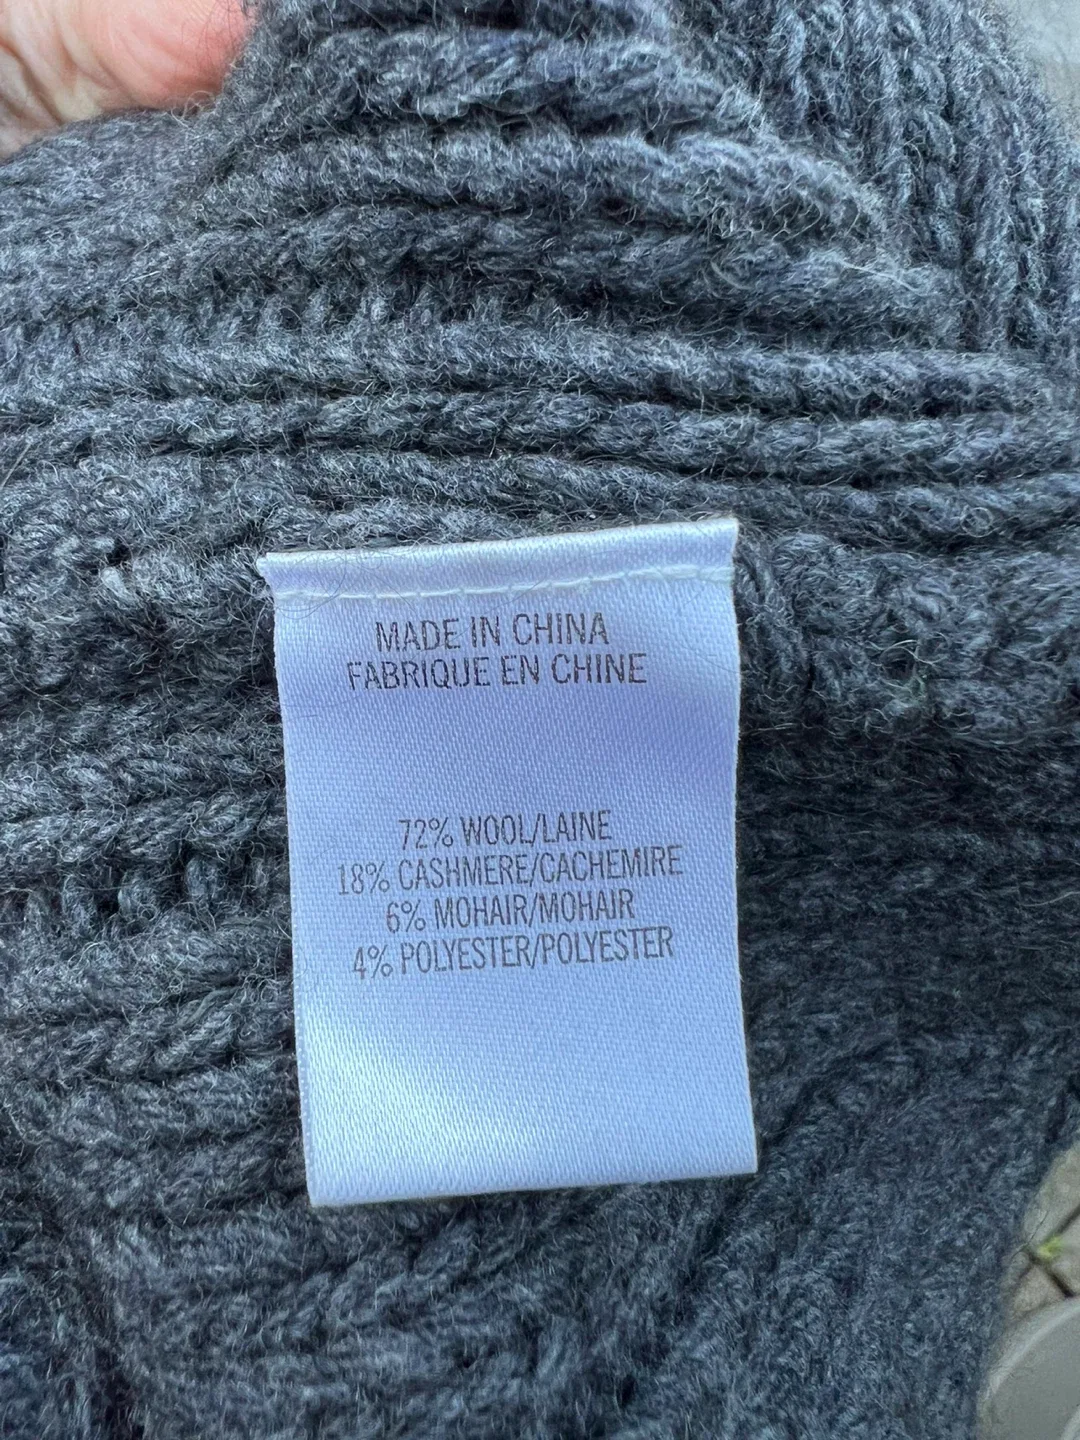 MADE IN CHINA
FABRIQUE EN CHINE
72% WOOL/LAINE
18% CASHMERE/CACHEMIRE
6% MOHAIR/MOHAIR
4% POLYESTER/POLYESTER